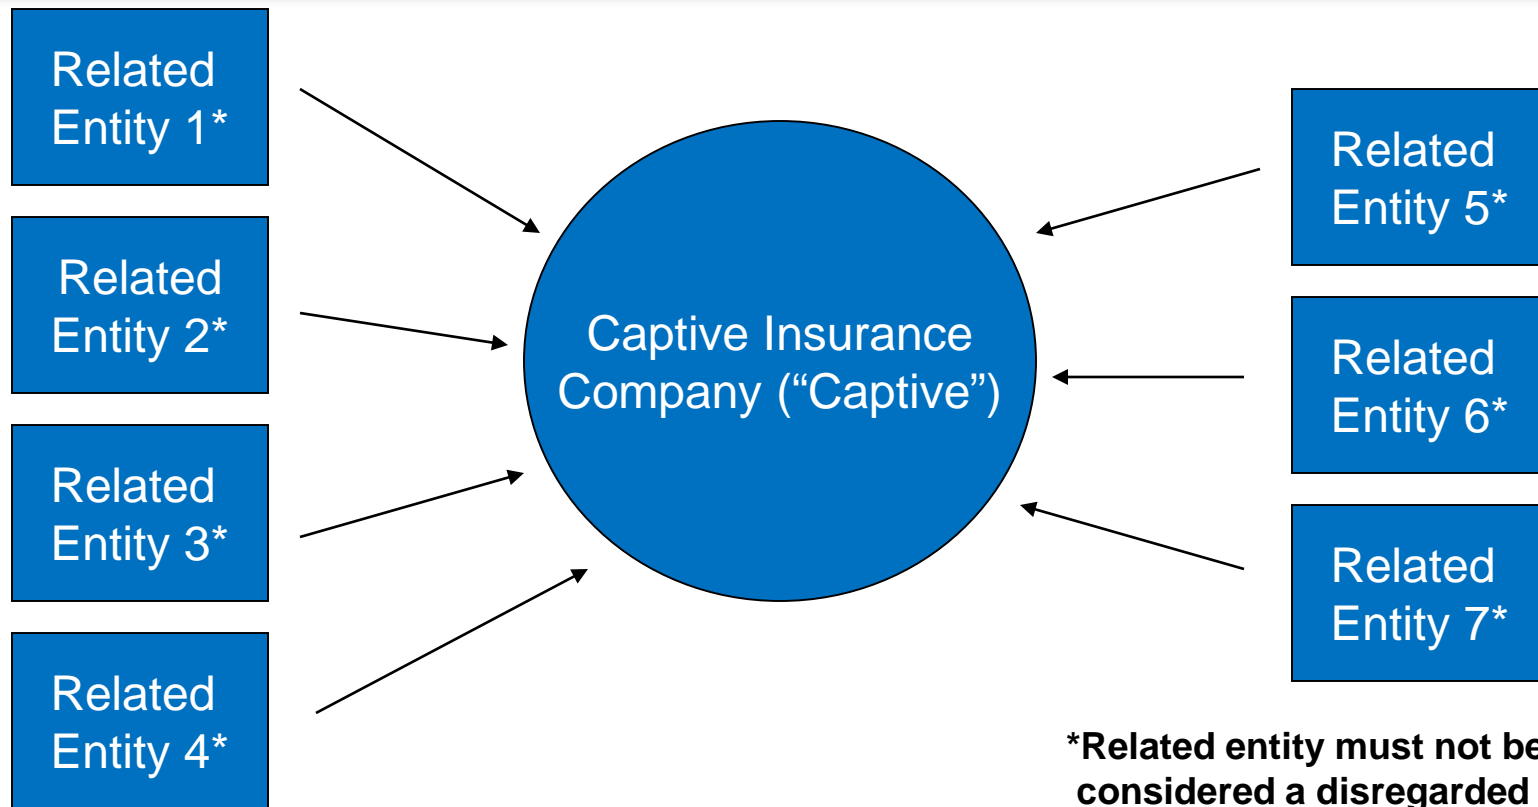 Related
Entity 1*
Related
Entity 2*
Related
Entity 3*
Related
Entity 4*
Captive Insurance
Company (“Captive”)
Related
Entity 5*
Related
Entity 6*
Related
Entity 7*
*Related entity must not be
considered a disregarded